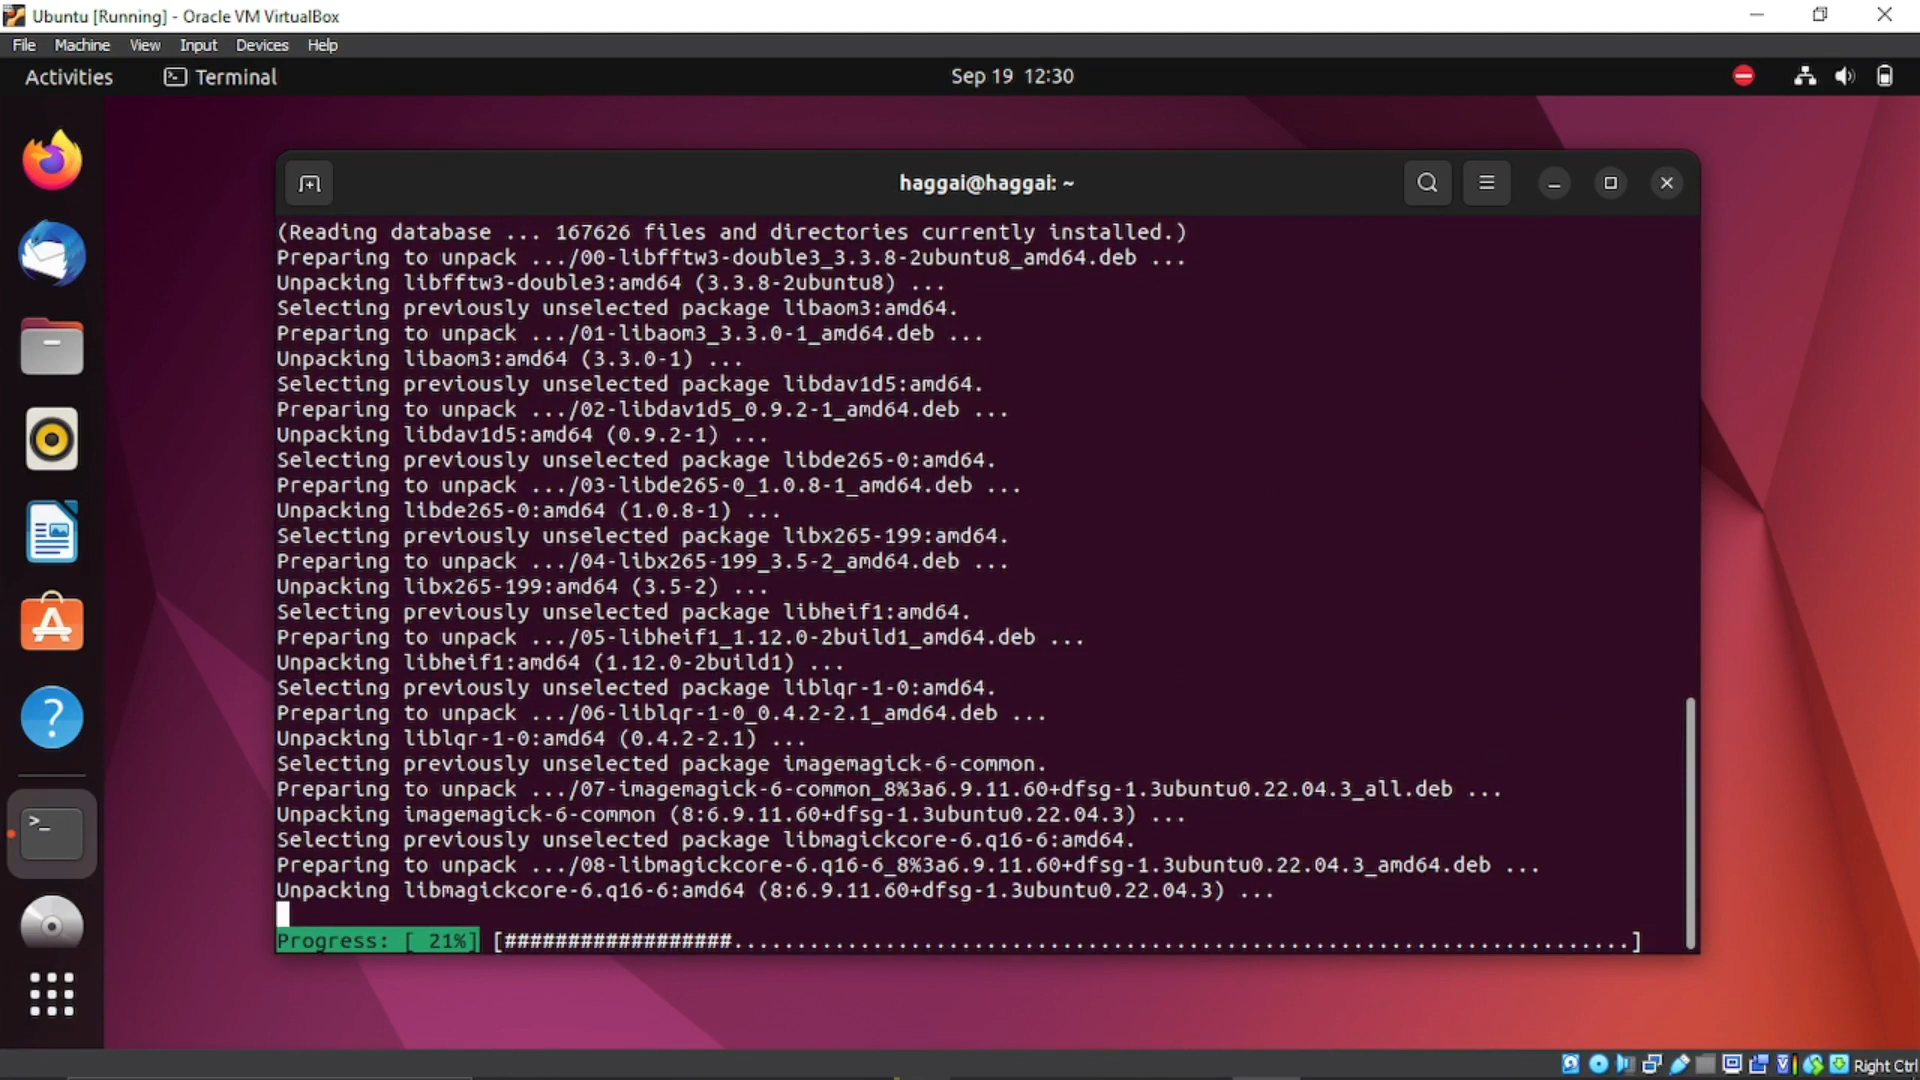 Ubuntu [Running] - Oracle VM VirtualBox
File Machine View Input Devices Help
Activities Terminal Sep 19 12:30
haggai@haggai: ~
(Reading database ... 167626 files and directories currently installed.)
Preparing to unpack .../00-libfftw3-double3_3.3.8-2ubuntu8_amd64.deb ...
Unpacking libfftw3-double3:amd64 (3.3.8-2ubuntu8) ...
Selecting previously unselected package libaom3:amd64.
Preparing to unpack .../01-libaom3_3.3.0-1_amd64.deb ...
Unpacking libaom3:amd64 (3.3.0-1) ...
Selecting previously unselected package libdav1d5:amd64.
Preparing to unpack .../02-libdav1d5_0.9.2-1_amd64.deb ...
Unpacking libdav1d5:amd64 (0.9.2-1) ...
Selecting previously unselected package libde265-0:amd64.
Preparing to unpack .../03-libde265-0_1.0.8-1_amd64.deb ...
Unpacking libde265-0:amd64 (1.0.8-1) ...
Selecting previously unselected package libx265-199:amd64.
Preparing to unpack .../04-libx265-199_3.5-2_amd64.deb ...
Unpacking libx265-199:amd64 (3.5-2) ...
Selecting previously unselected package libheif1:amd64.
Preparing to unpack .../05-libheif1_1.12.0-2build1_amd64.deb ...
Unpacking libheif1:amd64 (1.12.0-2build1) ...
Selecting previously unselected package liblqr-1-0:amd64.
Preparing to unpack .../06-liblqr-1-0_0.4.2-2.1_amd64.deb ...
Unpacking liblqr-1-0:amd64 (0.4.2-2.1) ...
Selecting previously unselected package imagemagick-6-common.
Preparing to unpack .../07-imagemagick-6-common_8%3a6.9.11.60+dfsg-1.3ubuntu0.22.04.3_all.deb ...
Unpacking imagemagick-6-common (8:6.9.11.60+dfsg-1.3ubuntu0.22.04.3) ...
Selecting previously unselected package libmagickcore-6.q16-6:amd64.
Preparing to unpack .../08-libmagickcore-6.q16-6_8%3a6.9.11.60+dfsg-1.3ubuntu0.22.04.3_amd64.deb ...
Unpacking libmagickcore-6.q16-6:amd64 (8:6.9.11.60+dfsg-1.3ubuntu0.22.04.3) ...
Progress: [ 21%] [##################.......................................................................]
Right Ctrl